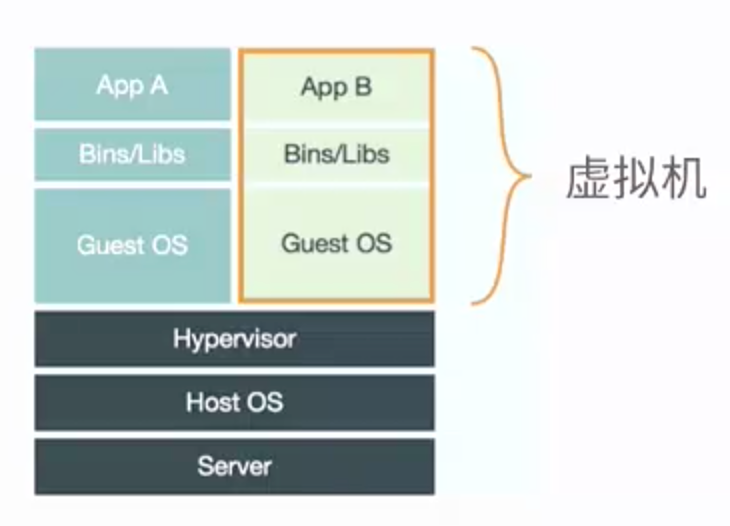 App A
App B
Bins/Libs
Bins/Libs
Guest OS
Guest OS
虚拟机
Hypervisor
Host OS
Server